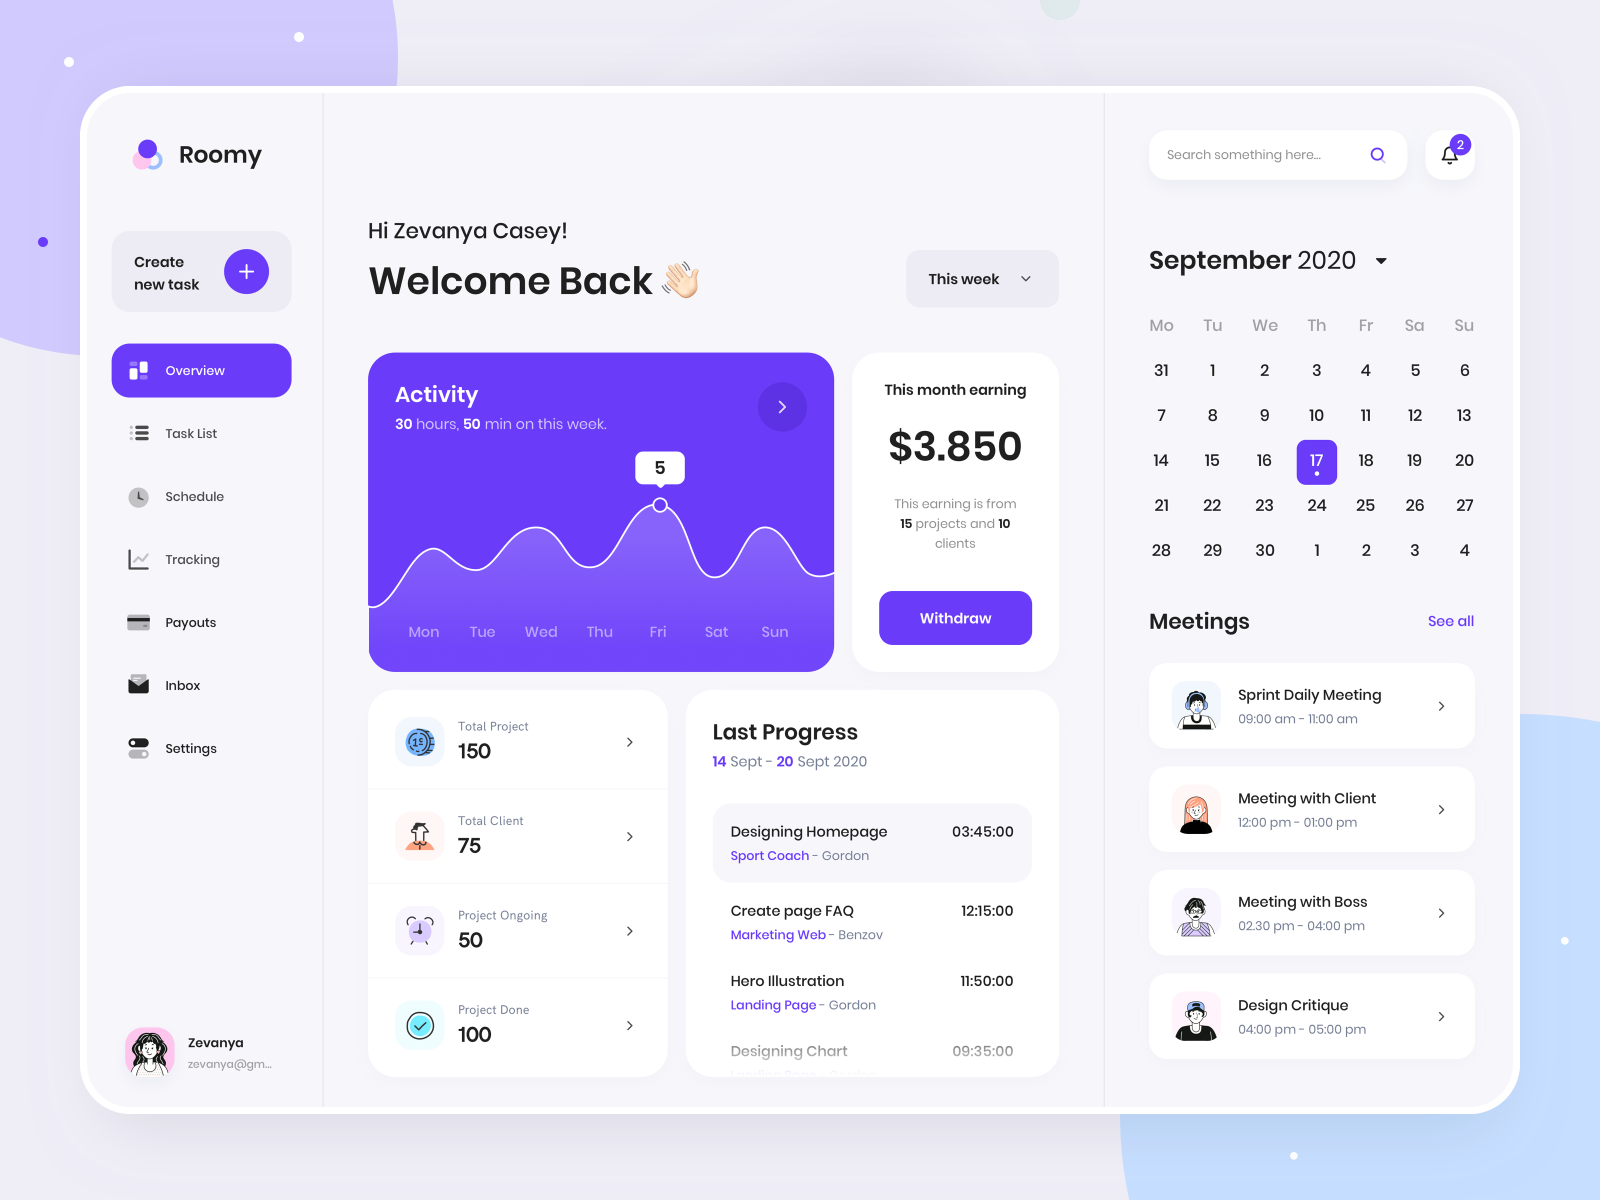 Roomy
Create
new task
Overview
Task List
Schedule
Tracking
Payouts
Inbox
Settings
Zevanya
zevanya@gm...
Hi Zevanya Casey!
Welcome Back 👋🏻
This week
Activity
30 hours, 50 min on this week.
5
Mon Tue Wed Thu Fri Sat Sun
This month earning
$3.850
This earning is from
15 projects and 10
clients
Withdraw
Total Project
150
Total Client
75
Project Ongoing
50
Project Done
100
Last Progress
14 Sept - 20 Sept 2020
Designing Homepage 03:45:00
Sport Coach - Gordon
Create page FAQ 12:15:00
Marketing Web - Benzov
Hero Illustration 11:50:00
Landing Page - Gordon
Designing Chart 09:35:00
Search something here...
2
September 2020
Mo Tu We Th Fr Sa Su
31 1 2 3 4 5 6
7 8 9 10 11 12 13
14 15 16 17 18 19 20
21 22 23 24 25 26 27
28 29 30 1 2 3 4
Meetings
See all
Sprint Daily Meeting
09:00 am - 11:00 am
Meeting with Client
12:00 pm - 01:00 pm
Meeting with Boss
02.30 pm - 04:00 pm
Design Critique
04:00 pm - 05:00 pm